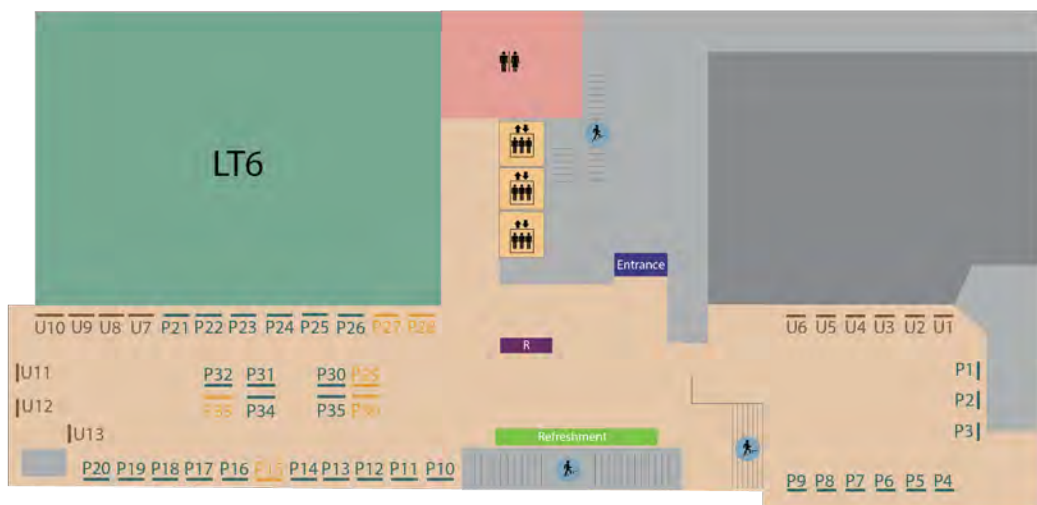 LT6
Entrance
U10 U9 U8 U7 P21 P22 P23 P24 P25 P26 P27 P28
U6 U5 U4 U3 U2 U1
R
U11
P32 P31 P30
P1
U12
P34 P35
P2
U13
P3
Refreshment
P20 P19 P18 P17 P16 P15 P14 P13 P12 P11 P10
P9 P8 P7 P6 P5 P4